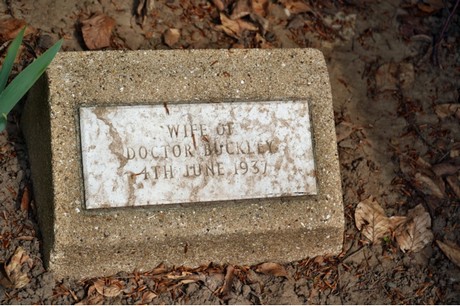 WIFE OF
DOCTOR BUCKLEY
4TH JUNE 1937